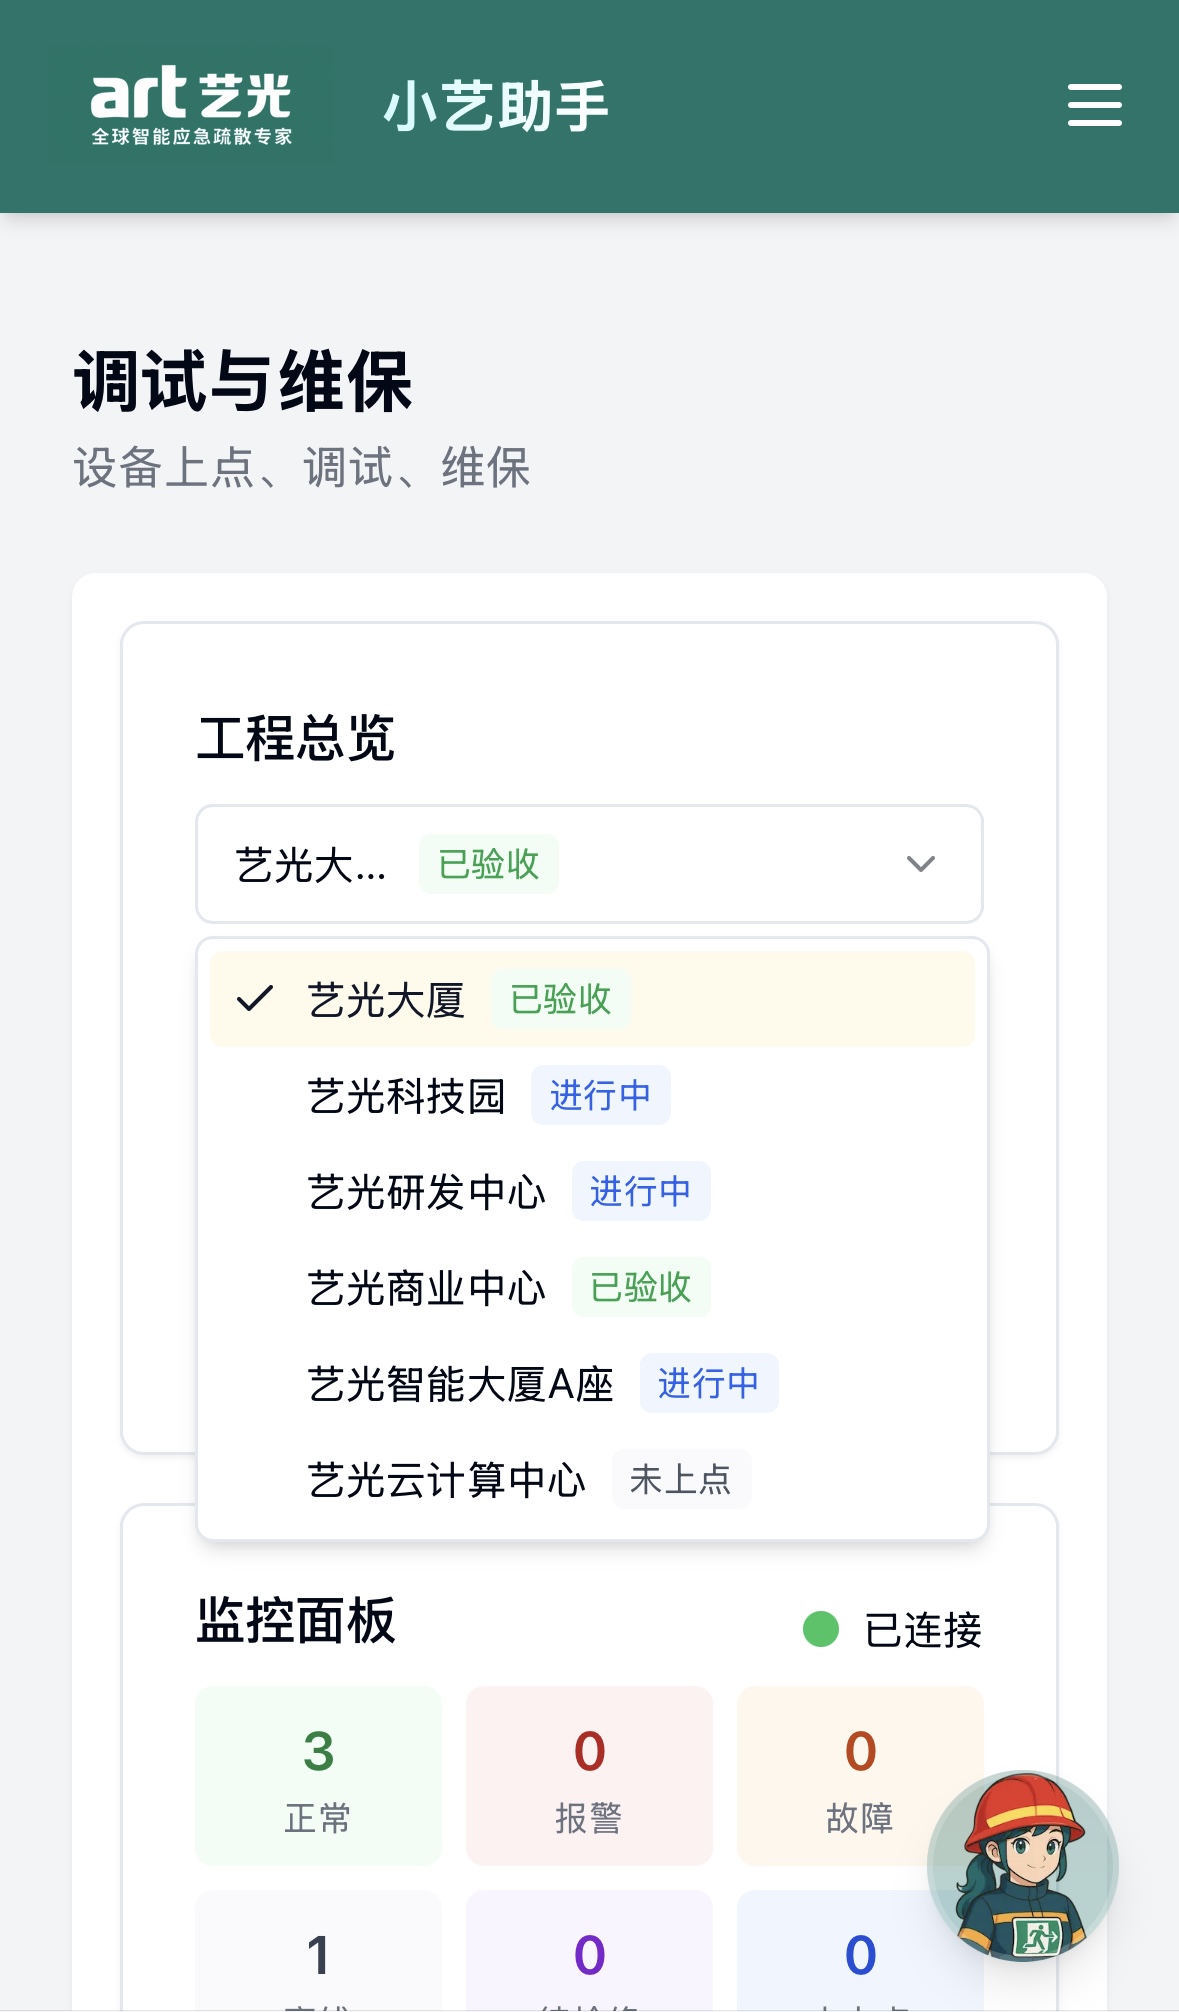 art 艺光
全球智能应急疏散专家
小艺助手
调试与维保
设备上点、调试、维保
工程总览
艺光大... 已验收
艺光大厦 已验收
艺光科技园 进行中
艺光研发中心 进行中
艺光商业中心 已验收
艺光智能大厦A座 进行中
艺光云计算中心 未上点
监控面板 已连接
3 0 0
正常 报警 故障
1 0 0